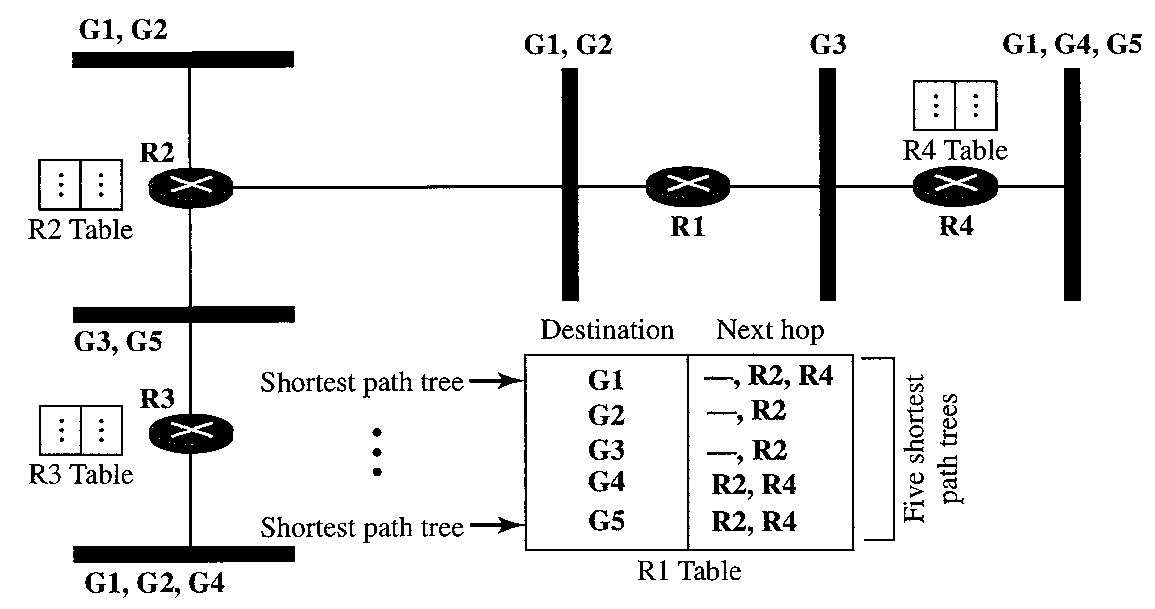 G1, G2
G1, G2
G3
G1, G4, G5
R4 Table
R2
R2 Table
R1
R4
G3, G5
R3
R3 Table
G1, G2, G4
Destination Next hop
Shortest path tree
G1 —, R2, R4
G2 —, R2
G3 —, R2
G4 R2, R4
Shortest path tree
G5 R2, R4
R1 Table
Five shortest
path trees